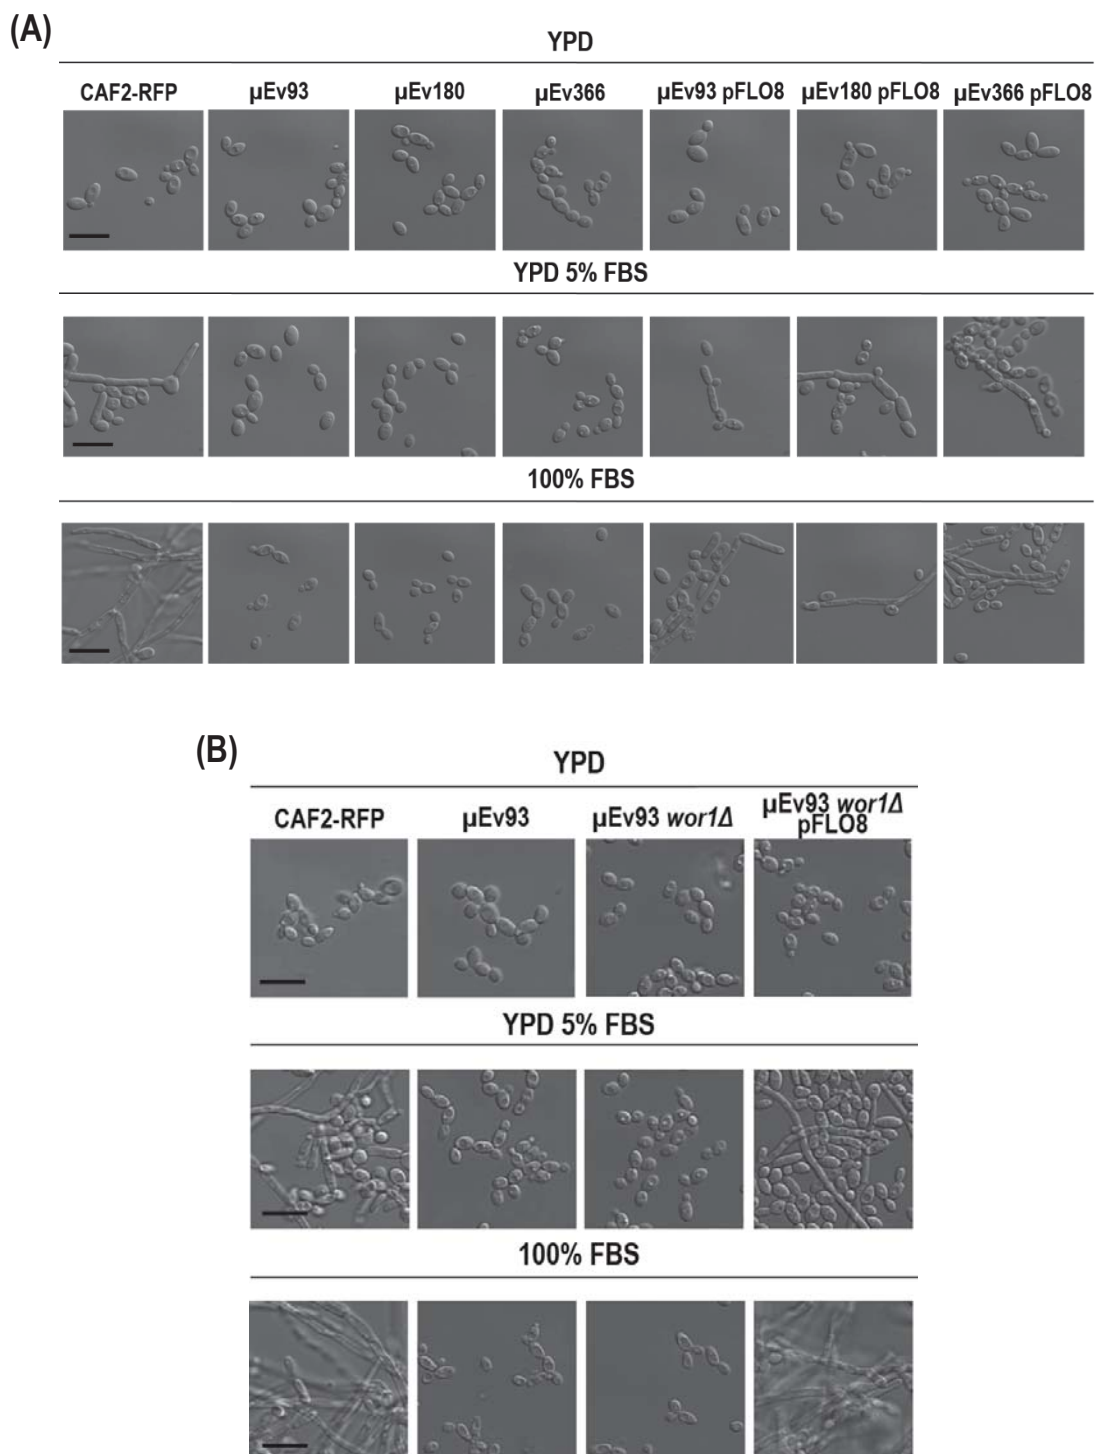 (A)
YPD
CAF2-RFP µEv93 µEv180 µEv366 µEv93 pFLO8 µEv180 pFLO8 µEv366 pFLO8
YPD 5% FBS
100% FBS
(B)
YPD
CAF2-RFP µEv93 µEv93 wor1Δ µEv93 wor1Δ
pFLO8
YPD 5% FBS
100% FBS